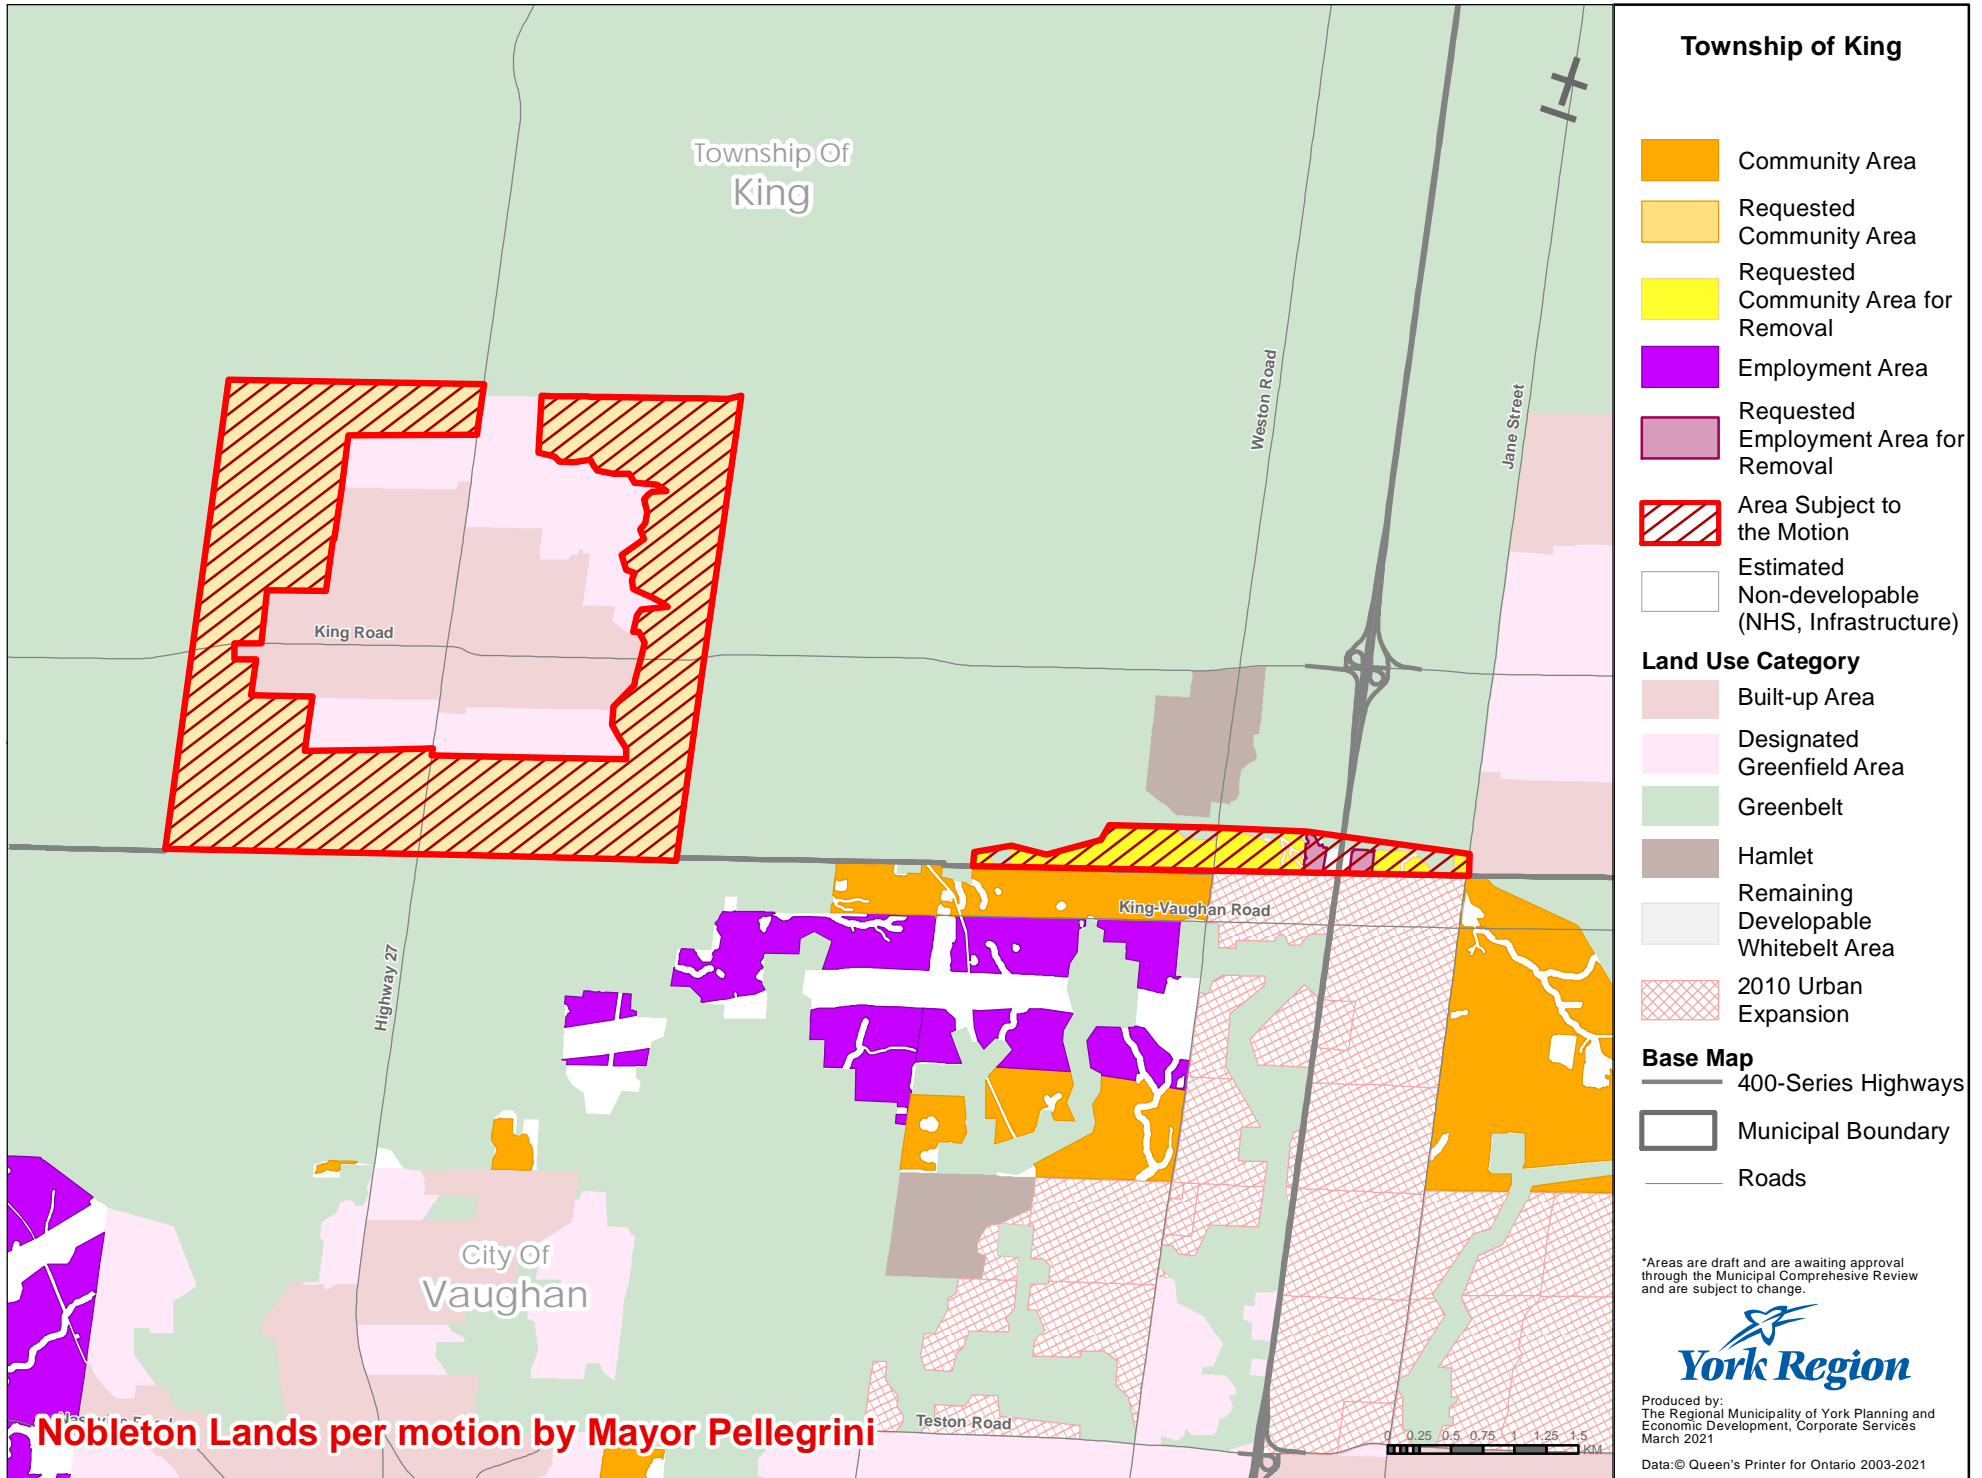 Township Of
King
Weston Road
Jane Street
King Road
King-Vaughan Road
Highway 27
City Of
Vaughan
Teston Road
Nobleton Lands per motion by Mayor Pellegrini
0 0.25 0.5 0.75 1 1.25 1.5
KM
Township of King
Community Area
Requested
Community Area
Requested
Community Area for
Removal
Employment Area
Requested
Employment Area for
Removal
Area Subject to
the Motion
Estimated
Non-developable
(NHS, Infrastructure)
Land Use Category
Built-up Area
Designated
Greenfield Area
Greenbelt
Hamlet
Remaining
Developable
Whitebelt Area
2010 Urban
Expansion
Base Map
400-Series Highways
Municipal Boundary
Roads
*Areas are draft and are awaiting approval
through the Municipal Comprehesive Review
and are subject to change.
York Region
Produced by:
The Regional Municipality of York Planning and
Economic Development, Corporate Services
March 2021
Data:© Queen's Printer for Ontario 2003-2021